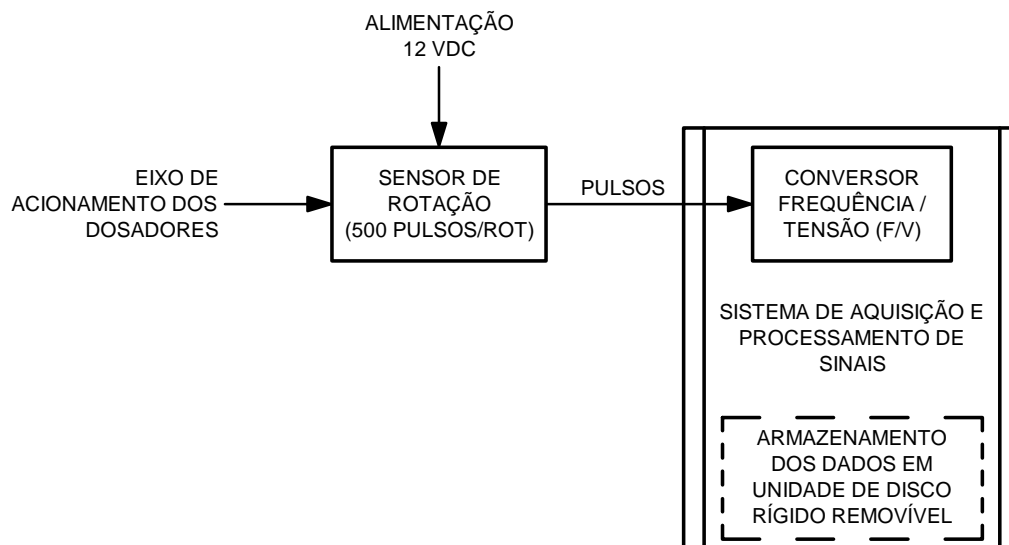 ALIMENTAÇÃO
12 VDC
EIXO DE
ACIONAMENTO DOS
DOSADORES
SENSOR DE
ROTAÇÃO
(500 PULSOS/ROT)
PULSOS
CONVERSOR
FREQUÊNCIA /
TENSÃO (F/V)
SISTEMA DE AQUISIÇÃO E
PROCESSAMENTO DE
SINAIS
ARMAZENAMENTO
DOS DADOS EM
UNIDADE DE DISCO
RÍGIDO REMOVÍVEL